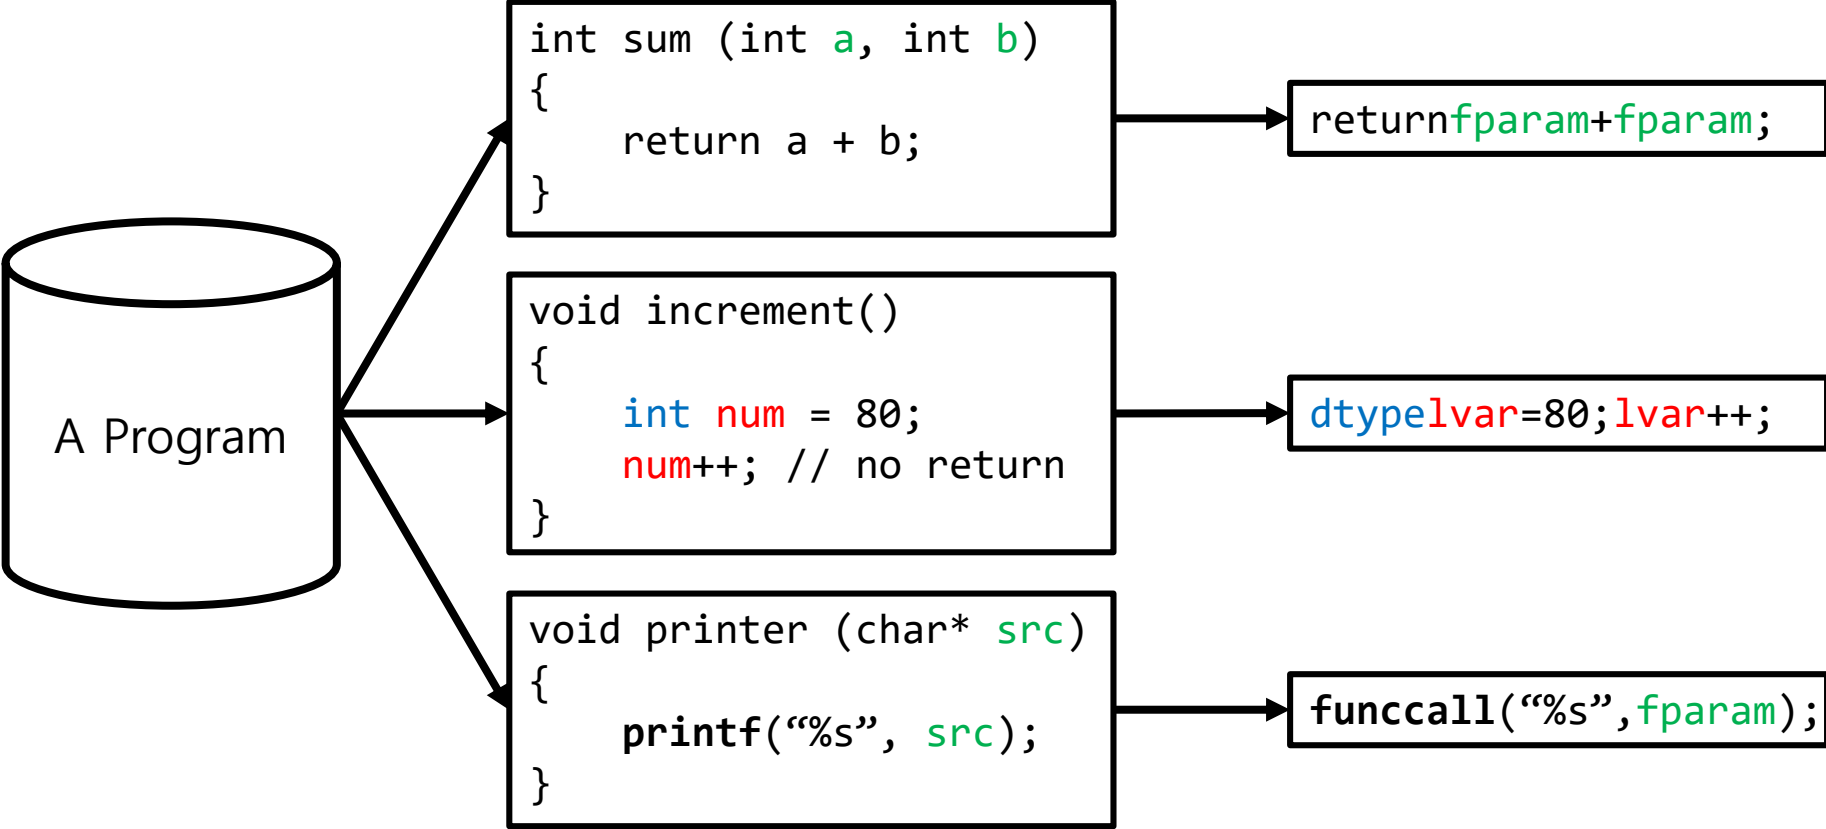 A Program
int sum (int a, int b)
{
    return a + b;
}
returnfparam+fparam;
void increment()
{
    int num = 80;
    num++; // no return
}
dtypelvar=80;lvar++;
void printer (char* src)
{
    printf(“%s”, src);
}
funccall(“%s”,fparam);